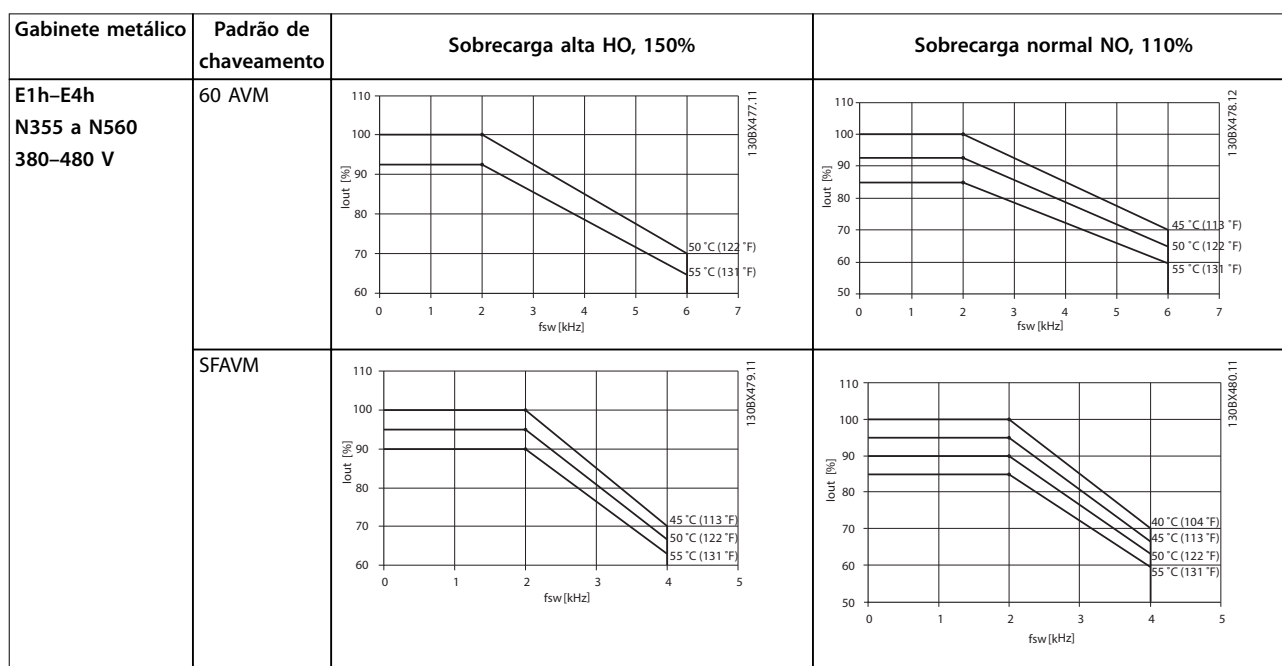 Gabinete metálico
Padrão de
chaveamento
Sobrecarga alta HO, 150%
Sobrecarga normal NO, 110%
E1h–E4h
N355 a N560
380–480 V
60 AVM
110
100
90
80
70
60
Iout [%]
0 1 2 3 4 5 6 7
fsw [kHz]
50 ˚C (122 ˚F)
55 ˚C (131 ˚F)
130BX477.11
110
100
90
80
70
60
50
Iout [%]
0 1 2 3 4 5 6 7
fsw [kHz]
45 ˚C (113 ˚F)
50 ˚C (122 ˚F)
55 ˚C (131 ˚F)
130BX478.12
SFAVM
110
100
90
80
70
60
Iout [%]
0 1 2 3 4 5
fsw [kHz]
45 ˚C (113 ˚F)
50 ˚C (122 ˚F)
55 ˚C (131 ˚F)
130BX479.11
110
100
90
80
70
60
50
Iout [%]
0 1 2 3 4 5
fsw [kHz]
40 ˚C (104 ˚F)
45 ˚C (113 ˚F)
50 ˚C (122 ˚F)
55 ˚C (131 ˚F)
130BX480.11